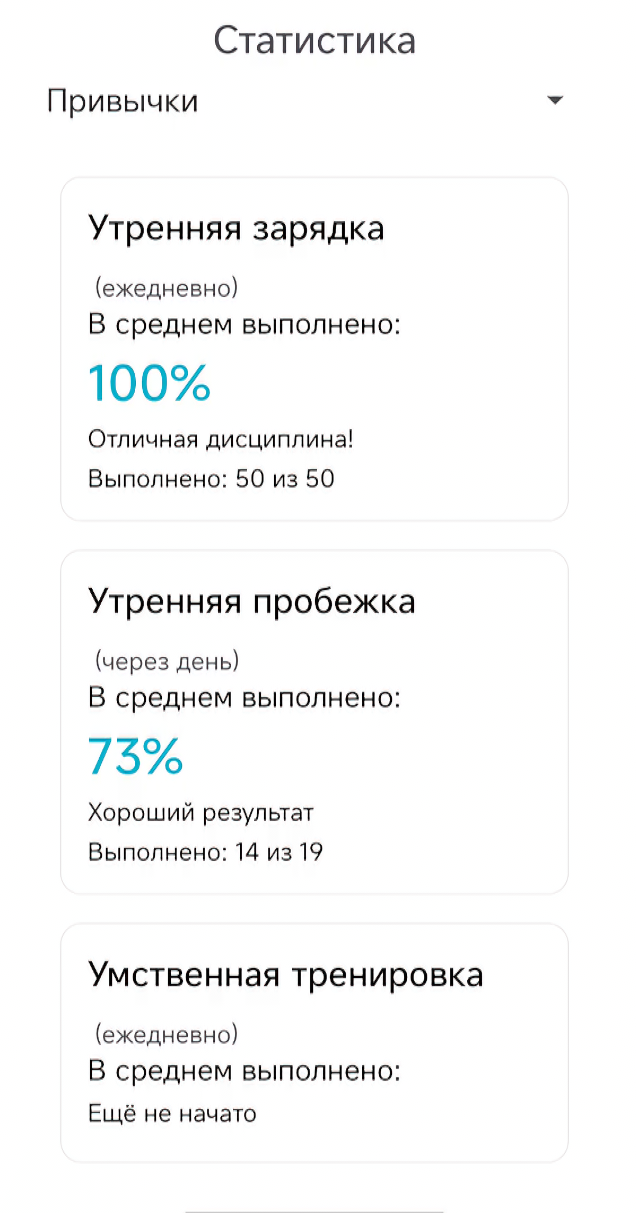 Статистика
Привычки
Утренняя зарядка
(ежедневно)
В среднем выполнено:
100%
Отличная дисциплина!
Выполнено: 50 из 50
Утренняя пробежка
(через день)
В среднем выполнено:
73%
Хороший результат
Выполнено: 14 из 19
Умственная тренировка
(ежедневно)
В среднем выполнено:
Ещё не начато